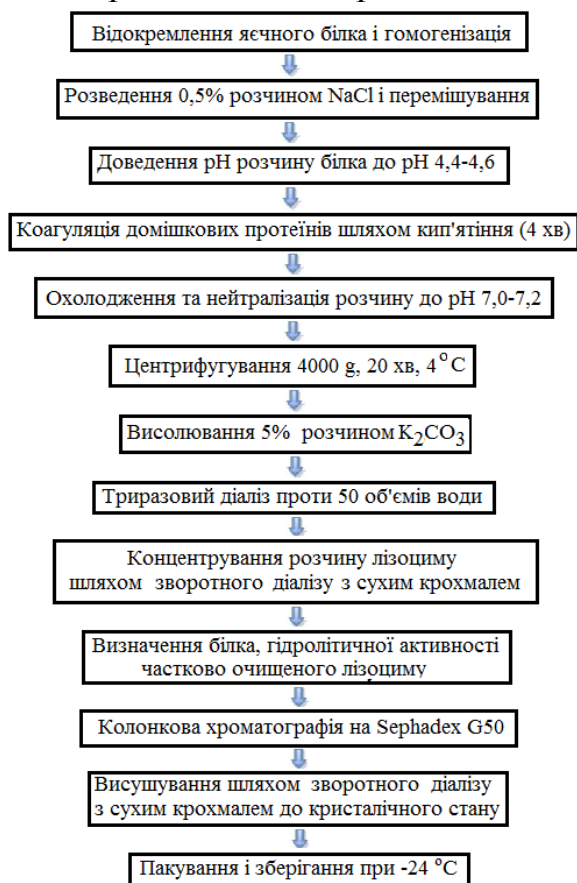 Відокремлення яєчного білка і гомогенізація
Розведення 0,5% розчином NaCl і перемішування
Доведення рН розчину білка до рН 4,4-4,6
Коагуляція домішкових протеїнів шляхом кип'ятіння (4 хв)
Охолодження та нейтралізація розчину до рН 7,0-7,2
Центрифугування 4000 g, 20 хв, 4°С
Висолювання 5% розчином K₂CO₃
Триразовий діаліз проти 50 об'ємів води
Концентрування розчину лізоциму
шляхом зворотного діалізу з сухим крохмалем
Визначення білка, гідролітичної активності
частково очищеного лізоциму
Колонкова хроматографія на Sephadex G50
Висушування шляхом зворотного діалізу
з сухим крохмалем до кристалічного стану
Пакування і зберігання при -24 °С